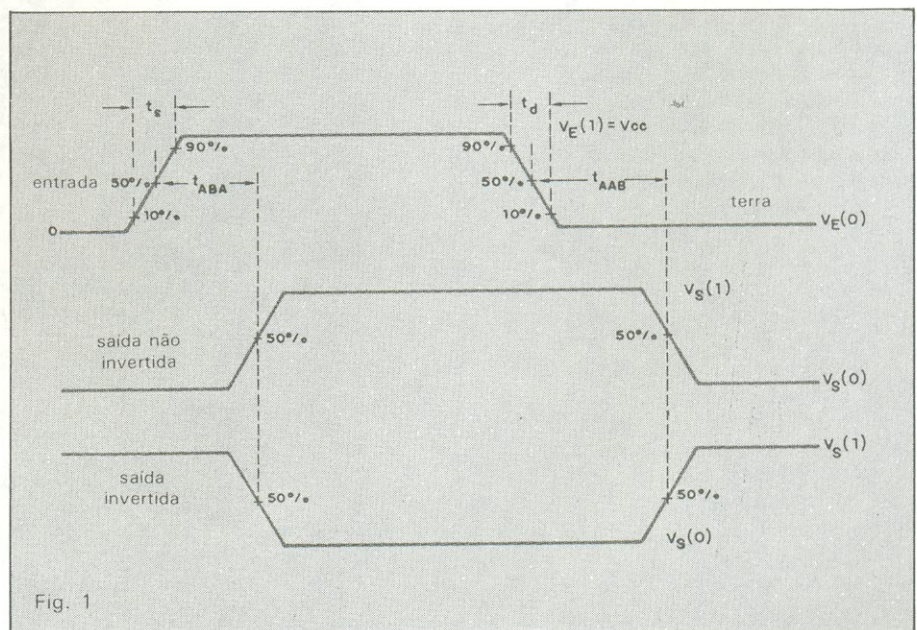 t_s
t_d
V_E(1) = Vcc
90%
90%
entrada
50%
t_ABA
50%
t_AAB
10%
10%
terra
0
V_E(0)
V_S(1)
saída não
invertida
50%
50%
V_S(0)
V_S(1)
saída
invertida
50%
50%
V_S(0)
Fig. 1